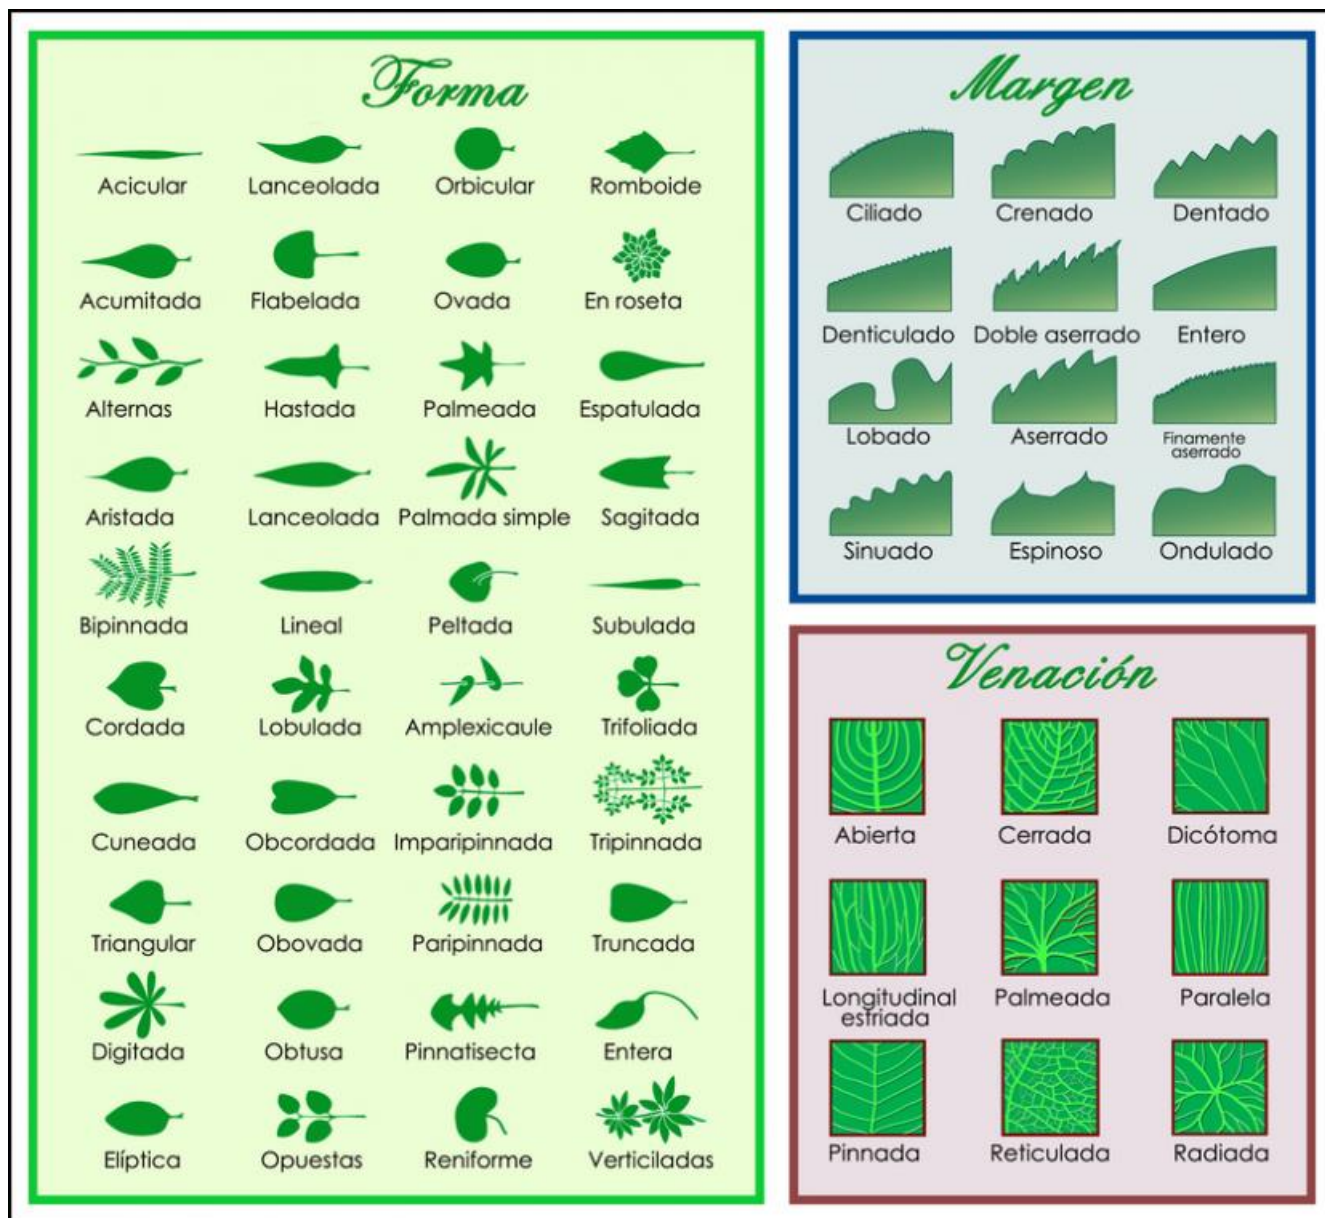 Forma
Acicular Lanceolada Orbicular Romboide
Acumitada Flabelada Ovada En roseta
Alternas Hastada Palmeada Espatulada
Aristada Lanceolada Palmada simple Sagitada
Bipinnada Lineal Peltada Subulada
Cordada Lobulada Amplexicaule Trifoliada
Cuneada Obcordada Imparipinnada Tripinnada
Triangular Obovada Paripinnada Truncada
Digitada Obtusa Pinnatisecta Entera
Elíptica Opuestas Reniforme Verticiladas
Margen
Ciliado Crenado Dentado
Denticulado Doble aserrado Entero
Lobado Aserrado Finamente
aserrado
Sinuado Espinoso Ondulado
Venación
Abierta Cerrada Dicótoma
Longitudinal Palmeada Paralela
estriada
Pinnada Reticulada Radiada